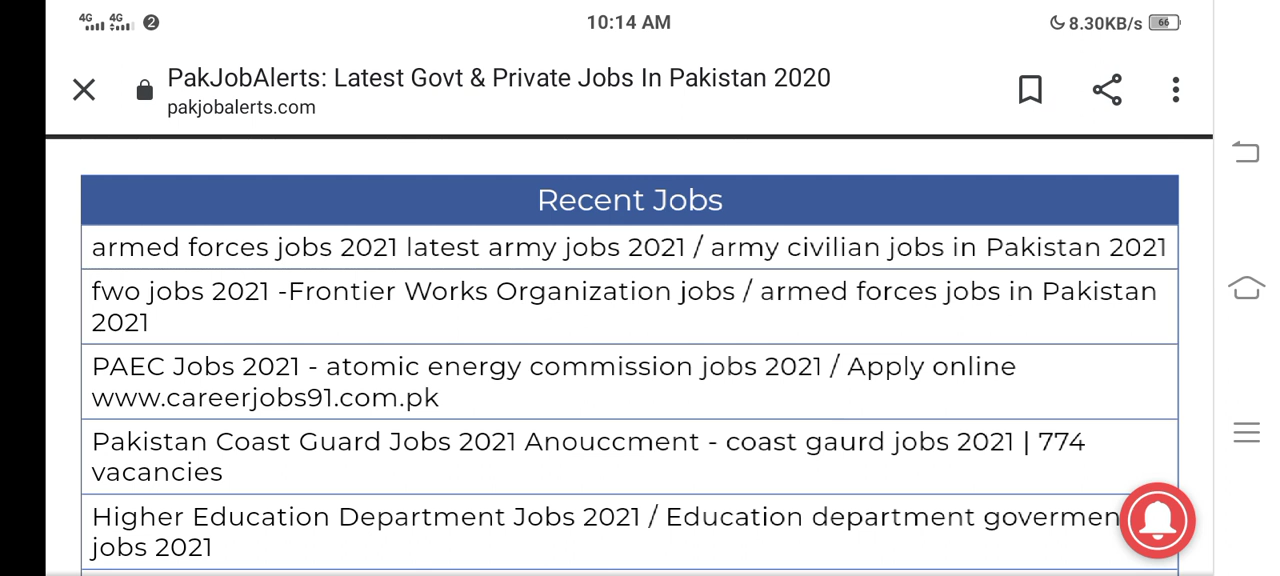 4G 4G 2 10:14 AM 8.30KB/s 66
PakJobAlerts: Latest Govt & Private Jobs In Pakistan 2020
pakjobalerts.com
Recent Jobs
armed forces jobs 2021 latest army jobs 2021 / army civilian jobs in Pakistan 2021
fwo jobs 2021 -Frontier Works Organization jobs / armed forces jobs in Pakistan
2021
PAEC Jobs 2021 - atomic energy commission jobs 2021 / Apply online
www.careerjobs91.com.pk
Pakistan Coast Guard Jobs 2021 Anouccment - coast gaurd jobs 2021 | 774
vacancies
Higher Education Department Jobs 2021 / Education department govermen
jobs 2021